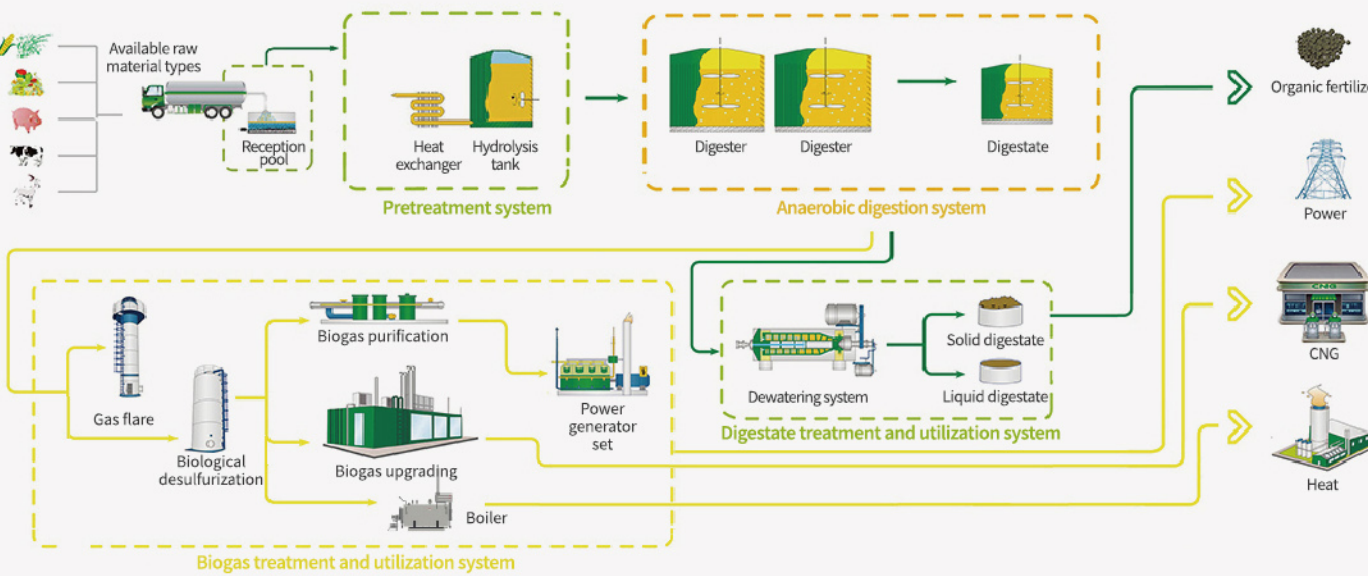 Available raw
material types
Reception
pool
Heat
exchanger
Hydrolysis
tank
Pretreatment system
Digester
Digester
Digestate
Anaerobic digestion system
Organic fertilize
Power
CNG
CNG
Heat
Gas flare
Biological
desulfurization
Biogas purification
Biogas upgrading
Boiler
Power
generator
set
Biogas treatment and utilization system
Dewatering system
Solid digestate
Liquid digestate
Digestate treatment and utilization system